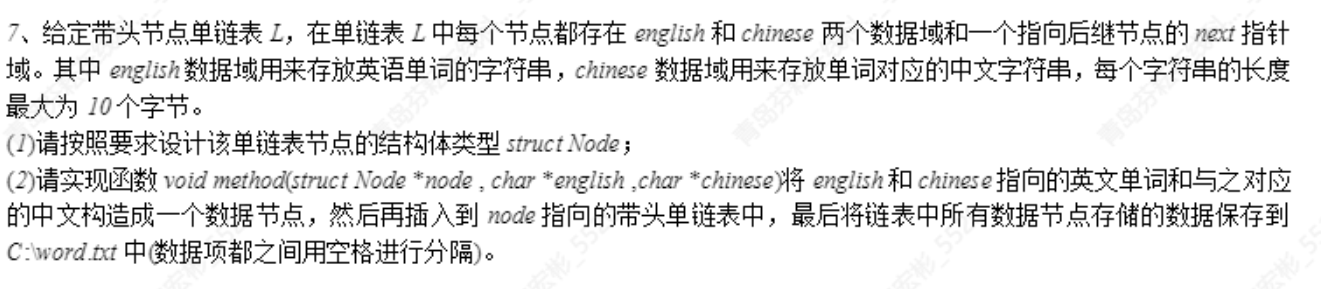 7、给定带头节点单链表 L，在单链表 L 中每个节点都存在 english 和 chinese 两个数据域和一个指向后继节点的 next 指针
域。其中 english 数据域用来存放英语单词的字符串，chinese 数据域用来存放单词对应的中文字符串，每个字符串的长度
最大为 10 个字节。
(1)请按照要求设计该单链表节点的结构体类型 struct Node；
(2)请实现函数 void method(struct Node *node , char *english ,char *chinese)将 english 和 chinese 指向的英文单词和与之对应
的中文构造成一个数据节点，然后再插入到 node 指向的带头单链表中，最后将链表中所有数据节点存储的数据保存到
C:\word.txt 中(数据项都之间用空格进行分隔)。